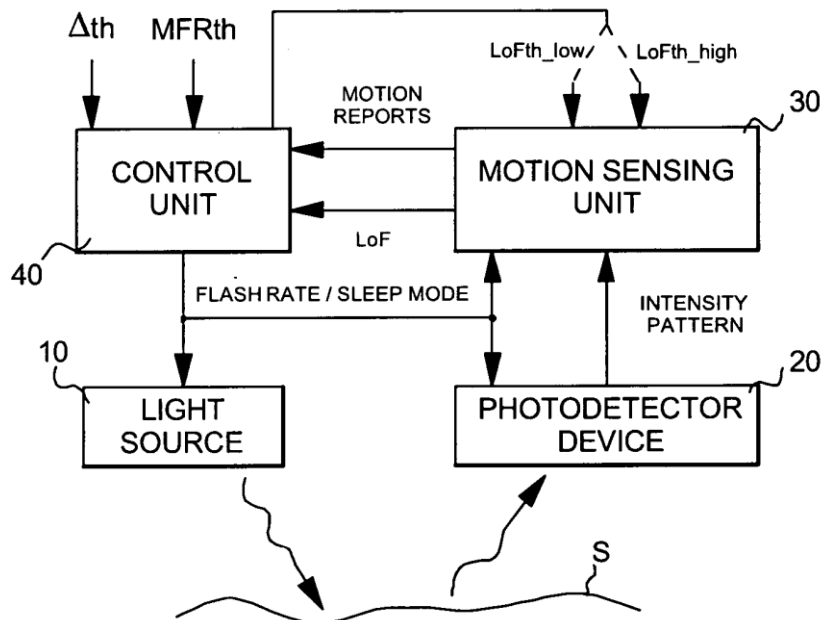 Δth
MFRth
LoFth_low
LoFth_high
MOTION
REPORTS
30
CONTROL
UNIT
MOTION SENSING
UNIT
LoF
40
FLASH RATE / SLEEP MODE
INTENSITY
PATTERN
10
20
LIGHT
SOURCE
PHOTODETECTOR
DEVICE
S